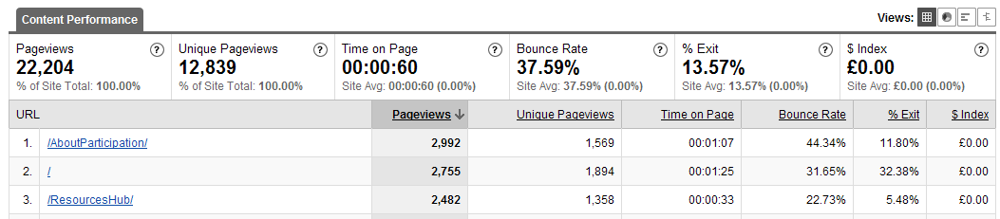 Content Performance
Views:
Pageviews ? Unique Pageviews ? Time on Page ? Bounce Rate ? % Exit ? $ Index ?
22,204 12,839 00:00:60 37.59% 13.57% £0.00
% of Site Total: 100.00% % of Site Total: 100.00% Site Avg: 00:00:60 (0.00%) Site Avg: 37.59% (0.00%) Site Avg: 13.57% (0.00%) Site Avg: £0.00 (0.00%)
URL Pageviews Unique Pageviews Time on Page Bounce Rate % Exit $ Index
1. /AboutParticipation/ 2,992 1,569 00:01:07 44.34% 11.80% £0.00
2. / 2,755 1,894 00:01:25 31.65% 32.38% £0.00
3. /ResourcesHub/ 2,482 1,358 00:00:33 22.73% 5.48% £0.00